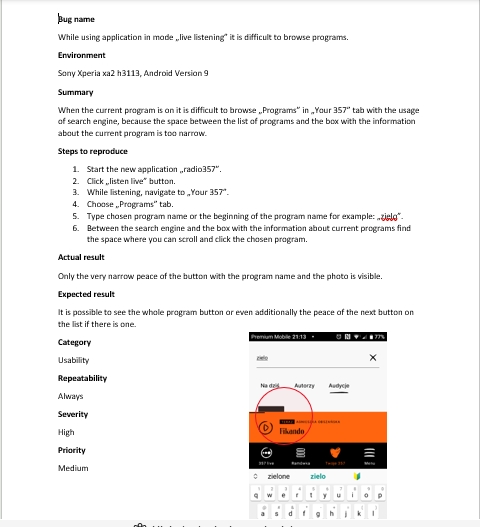 Bug name
While using application in mode „live listening” it is difficult to browse programs.
Environment
Sony Xperia xa2 h3113, Android Version 9
Summary
When the current program is on it is difficult to browse „Programs” in „Your 357” tab with the usage
of search engine, because the space between the list of programs and the box with the information
about the current program is too narrow.
Steps to reproduce
1. Start the new application „radio357”.
2. Click „listen live” button.
3. While listening, navigate to „Your 357”.
4. Choose „Programs” tab.
5. Type chosen program name or the beginning of the program name for example: „zielo”.
6. Between the search engine and the box with the information about current programs find
the space where you can scroll and click the chosen program.
Actual result
Only the very narrow peace of the button with the program name and the photo is visible.
Expected result
It is possible to see the whole program button or even additionally the peace of the next button on
the list if there is one.
Category
Usability
Repeatability
Always
Severity
High
Priority
Medium
Premium Mobile 21:13 77%
zielo
Na dziś Autorzy Audycje
Fikando
357 live Ramówka Twoje 357 Menu
zielone zielo
q w e r t y u i o p
a s d f g h j k l